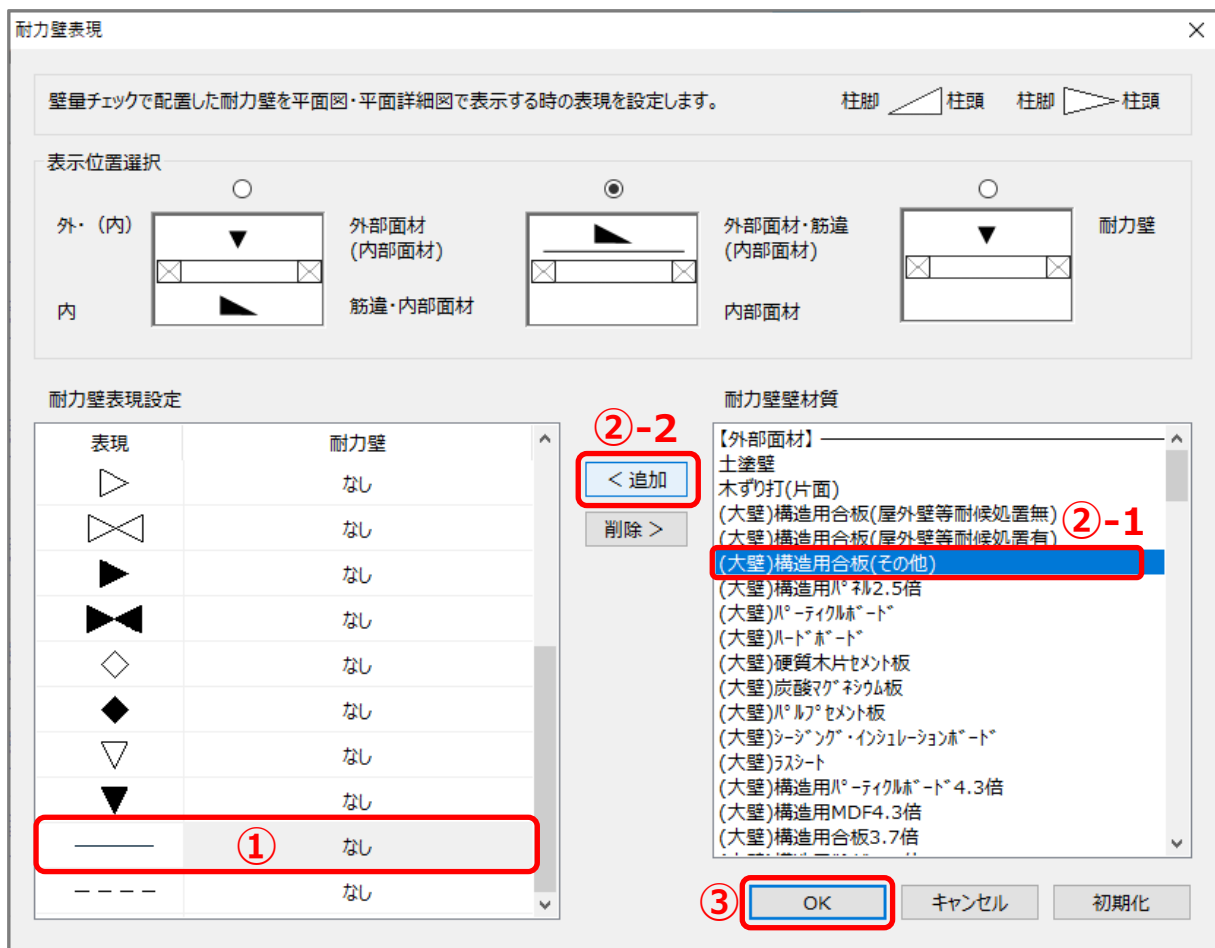 耐力壁表現
壁量チェックで配置した耐力壁を平面図・平面詳細図で表示する時の表現を設定します。 柱脚 柱頭 柱脚 柱頭
表示位置選択
外・（内） 外部面材 外部面材・筋違 耐力壁
(内部面材) (内部面材)
内 筋違・内部面材 内部面材
耐力壁表現設定
表現 耐力壁
なし
なし
なし
なし
なし
なし
なし
なし
① なし
なし
②-2
< 追加
削除 >
耐力壁壁材質
【外部面材】
土塗壁
木ずり打(片面)
(大壁)構造用合板(屋外壁等耐候処置無)
②-1
(大壁)構造用合板(屋外壁等耐候処置有)
(大壁)構造用合板(その他)
(大壁)構造用ﾊﾟﾈﾙ2.5倍
(大壁)ﾊﾟｰﾃｨｸﾙﾎﾞｰﾄﾞ
(大壁)ﾊｰﾄﾞﾎﾞｰﾄﾞ
(大壁)硬質木片ｾﾒﾝﾄ板
(大壁)炭酸ﾏｸﾞﾈｼｳﾑ板
(大壁)ﾊﾟﾙﾌﾟｾﾒﾝﾄ板
(大壁)ｼｰｼﾞﾝｸﾞ・ｲﾝｼｭﾚｰｼｮﾝﾎﾞｰﾄﾞ
(大壁)ﾗｽｼｰﾄ
(大壁)構造用ﾊﾟｰﾃｨｸﾙﾎﾞｰﾄﾞ4.3倍
(大壁)構造用MDF4.3倍
(大壁)構造用合板3.7倍
③ OK キャンセル 初期化